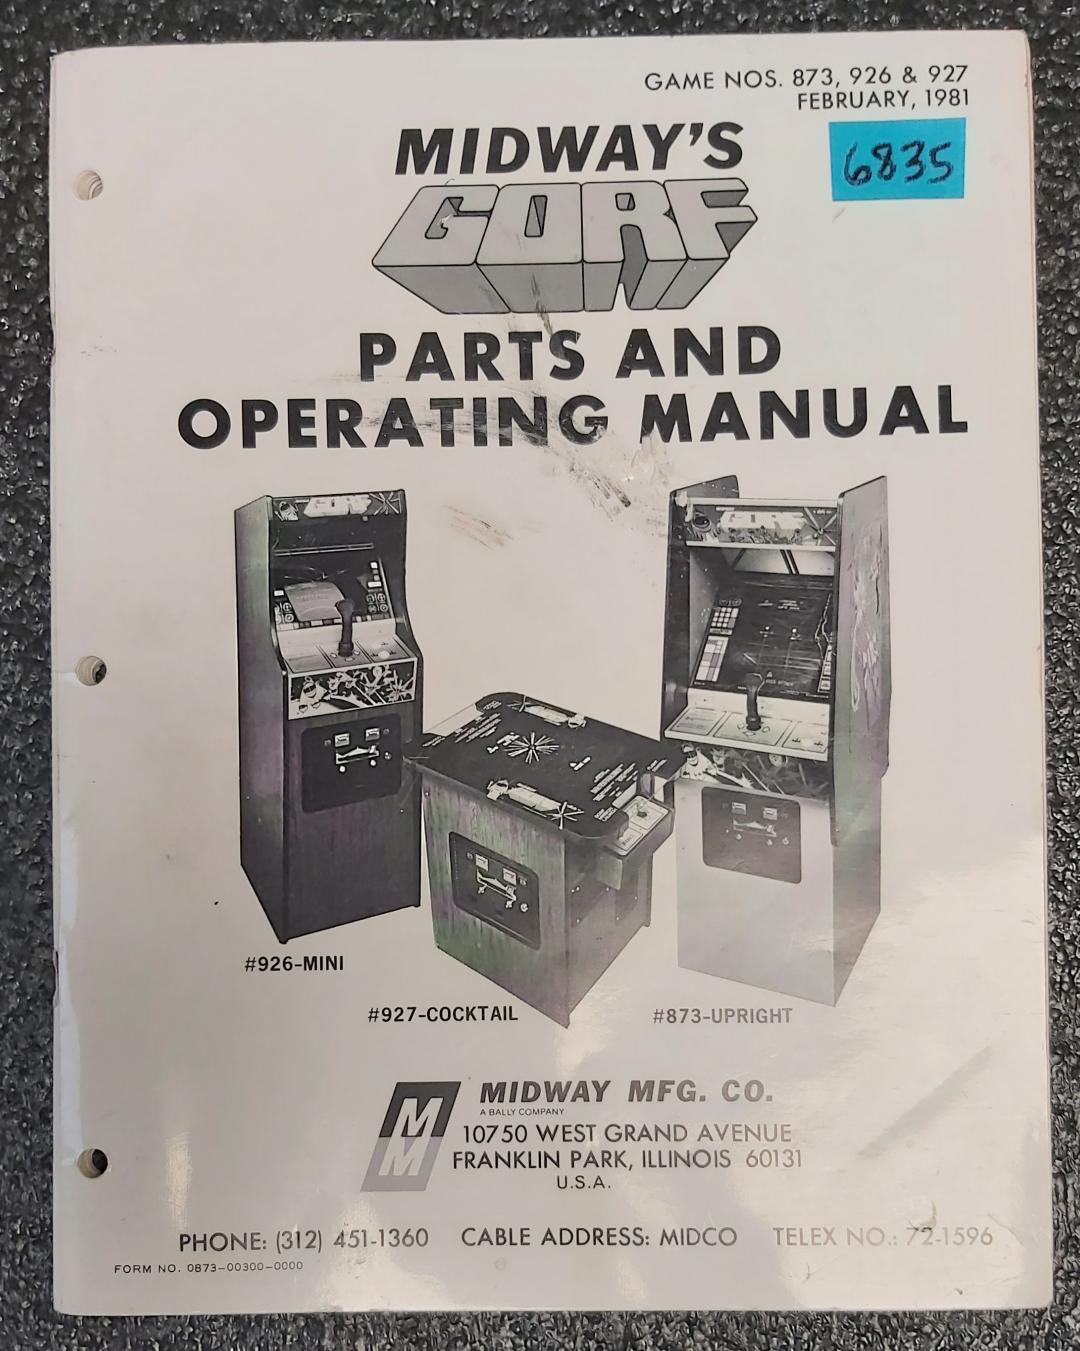 GAME NOS. 873, 926 & 927
FEBRUARY, 1981
6835
MIDWAY'S
GORF
PARTS AND
OPERATING MANUAL
#926-MINI
#927-COCKTAIL
#873-UPRIGHT
MIDWAY MFG. CO.
A BALLY COMPANY
10750 WEST GRAND AVENUE
FRANKLIN PARK, ILLINOIS 60131
U.S.A.
PHONE: (312) 451-1360 CABLE ADDRESS: MIDCO TELEX NO.: 72-1596
FORM NO. 0873-00300-0000